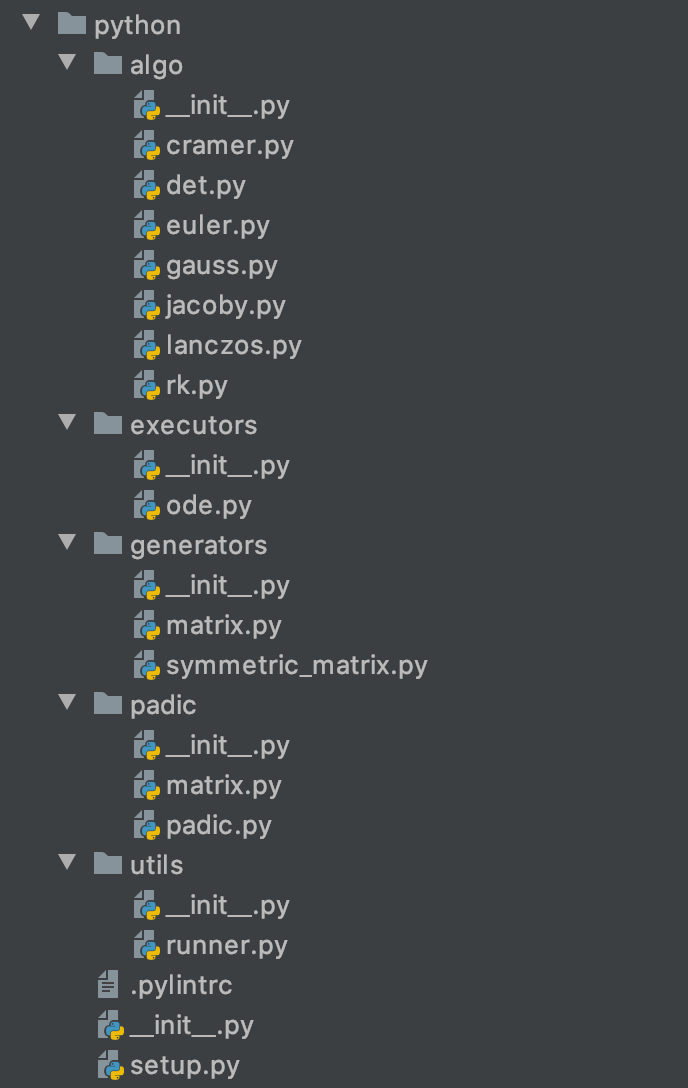 python
algo
__init__.py
cramer.py
det.py
euler.py
gauss.py
jacoby.py
lanczos.py
rk.py
executors
__init__.py
ode.py
generators
__init__.py
matrix.py
symmetric_matrix.py
padic
__init__.py
matrix.py
padic.py
utils
__init__.py
runner.py
.pylintrc
__init__.py
setup.py